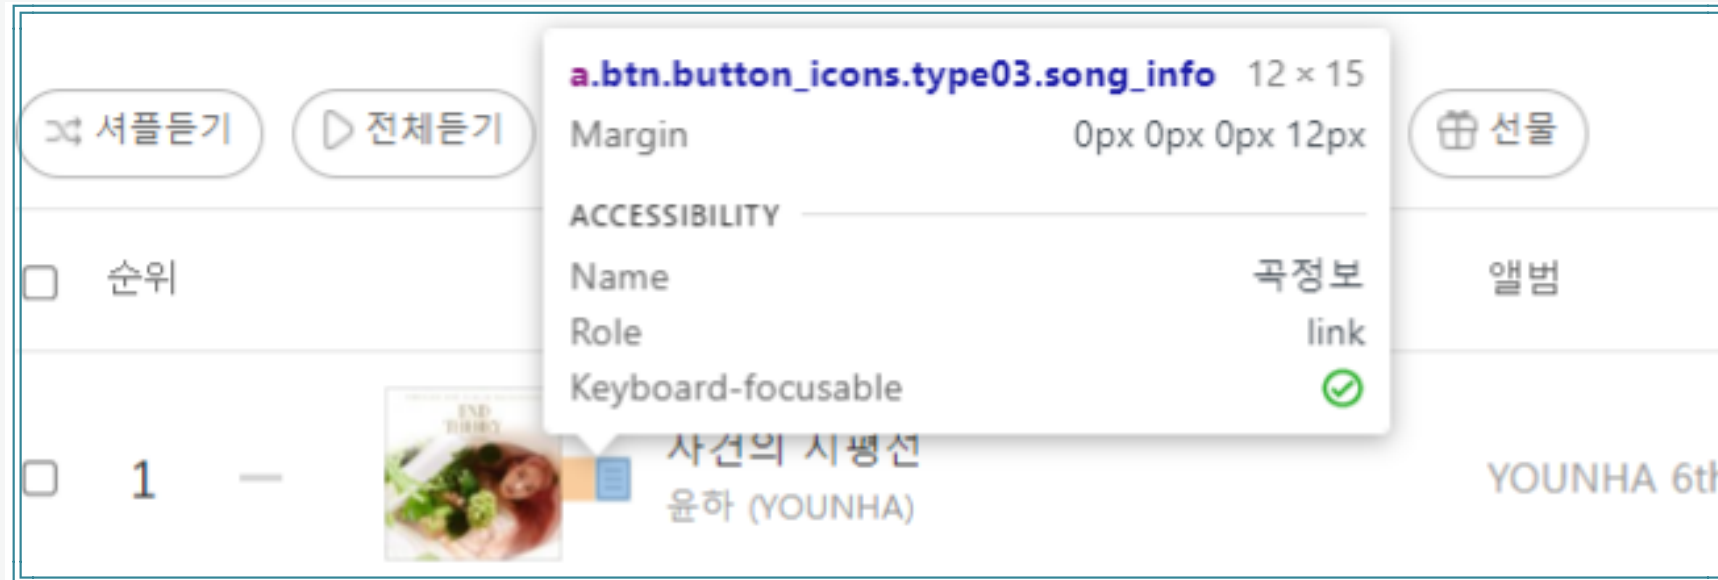 a.btn.button_icons.type03.song_info 12 × 15
Margin 0px 0px 0px 12px
ACCESSIBILITY
Name 곡정보
Role link
Keyboard-focusable
셔플듣기 전체듣기 선물
순위 앨범
END
THEORY
1 사건의 지평선 YOUNHA 6th
윤하 (YOUNHA)